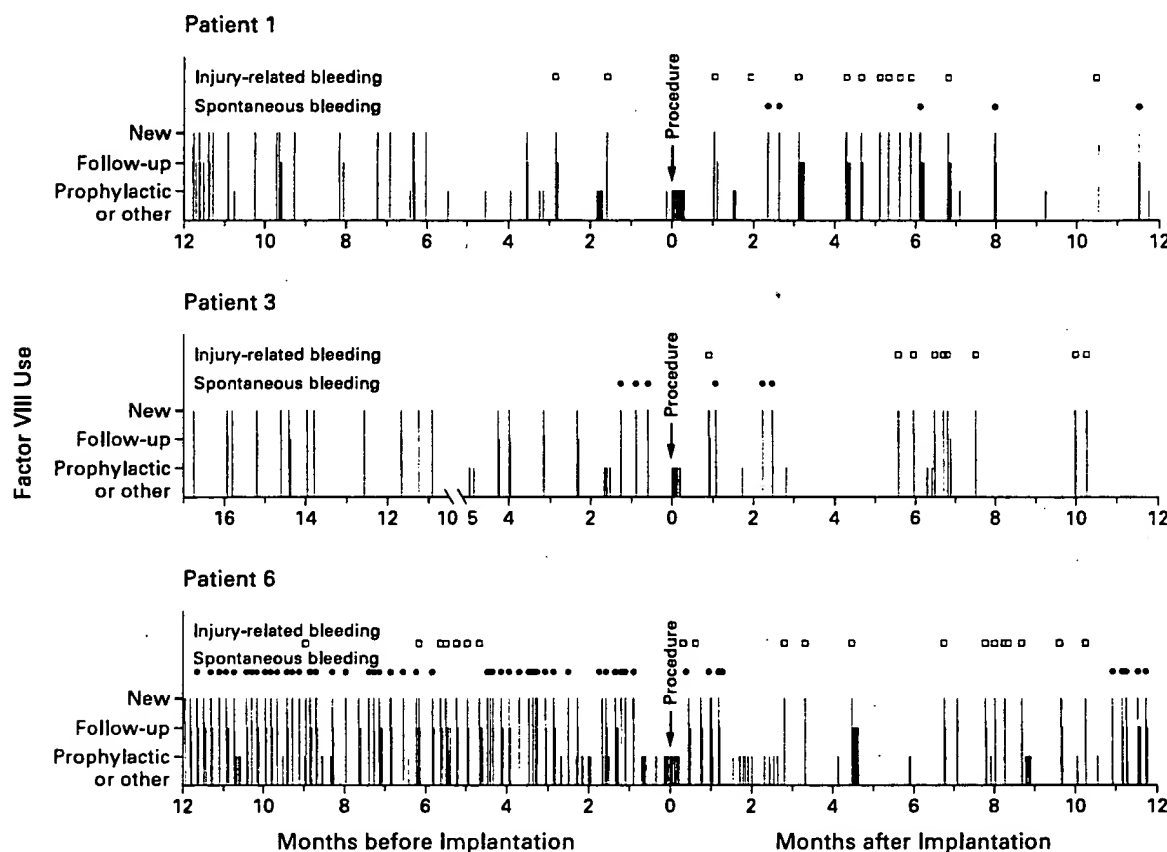 Patient 1
Injury-related bleeding
Spontaneous bleeding
New
Follow-up
Prophylactic
or other
Procedure
12 10 8 6 4 2 0 2 4 6 8 10 12
Patient 3
Factor VIII Use
Injury-related bleeding
Spontaneous bleeding
New
Follow-up
Prophylactic
or other
Procedure
16 14 12 10 5 4 2 0 2 4 6 8 10 12
Patient 6
Injury-related bleeding
Spontaneous bleeding
New
Follow-up
Prophylactic
or other
Procedure
12 10 8 6 4 2 0 2 4 6 8 10 12
Months before Implantation
Months after Implantation